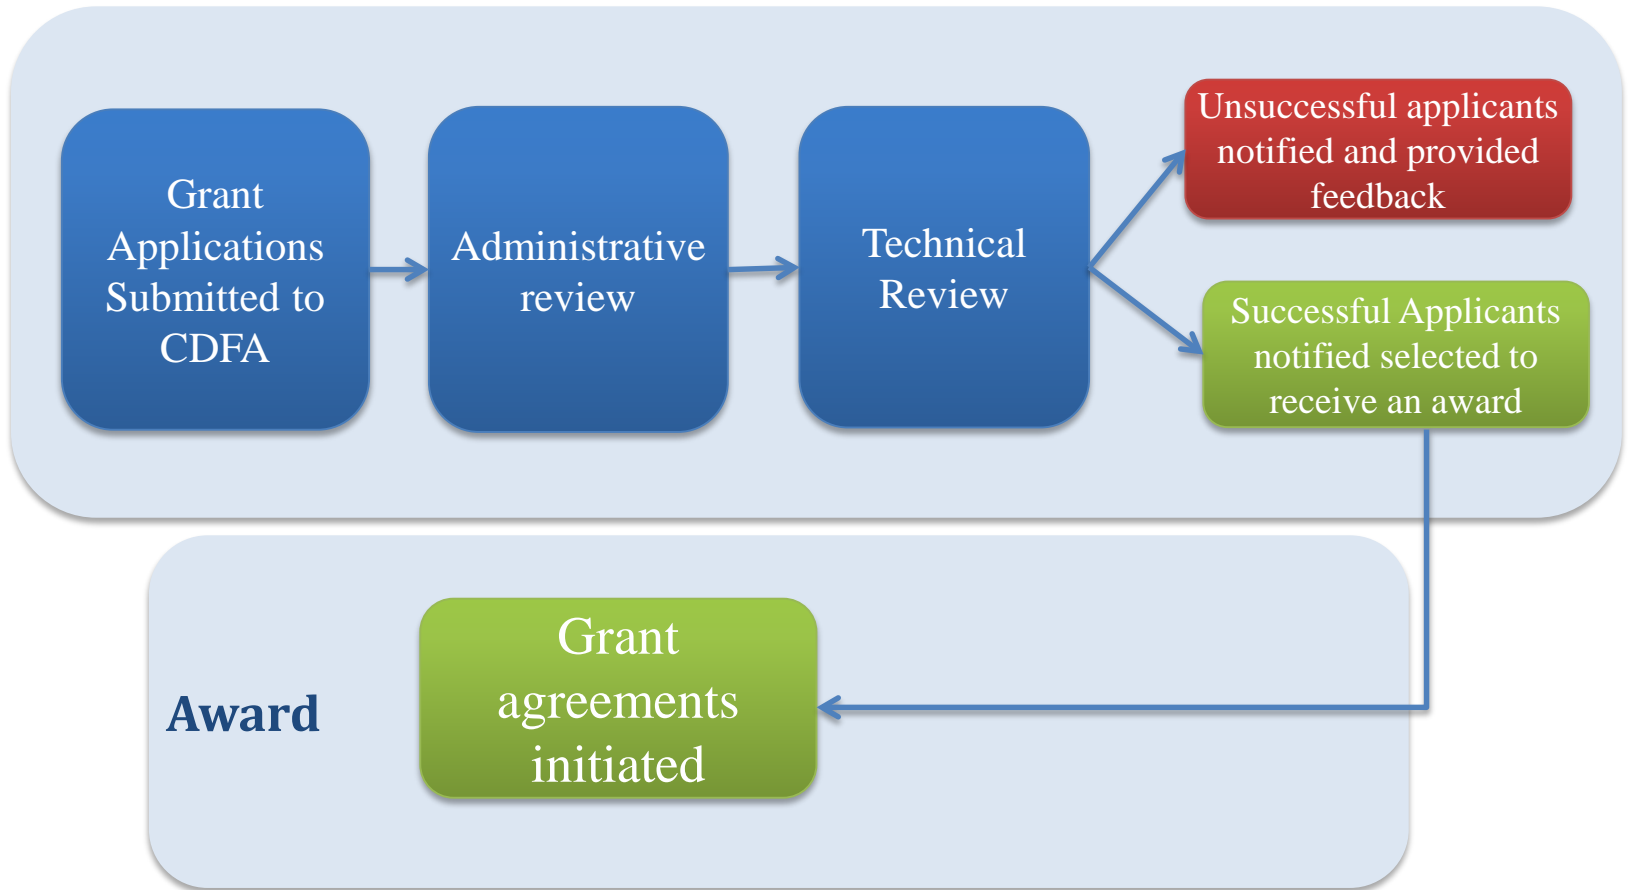 Grant
Applications
Submitted to
CDFA
Administrative
review
Technical
Review
Unsuccessful applicants
notified and provided
feedback
Successful Applicants
notified selected to
receive an award
Award
Grant
agreements
initiated